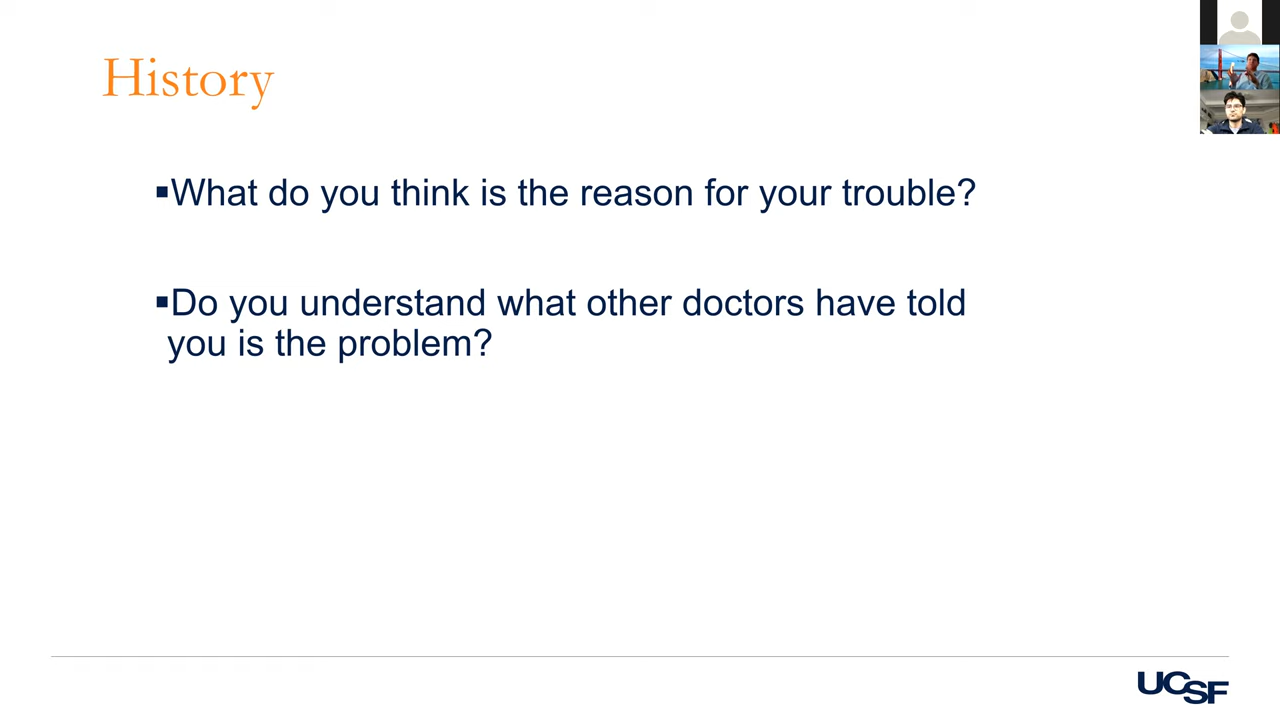 History
▪What do you think is the reason for your trouble?
▪Do you understand what other doctors have told
you is the problem?
UCSF